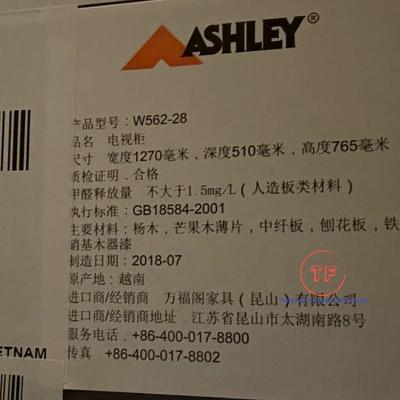 ASHLEY®
产品型号: W562-28
品名 电视柜
尺寸 宽度1270毫米，深度510毫米，高度765毫米
质检证明．合格
甲醛释放量 不大于1.5mg/L（人造板类材料）
执行标准: GB18584-2001
主要材料: 杨木，芒果木薄片，中纤板，刨花板，铁
硝基木器漆
制造日期: 2018-07
原产地: 越南
进口商/经销商 万福阁家具（昆山）有限公司
进口商/经销商地址 江苏省昆山市太湖南路8号
服务电话 +86-400-017-8800
传真 +86-400-017-8802
ETNAM
TF